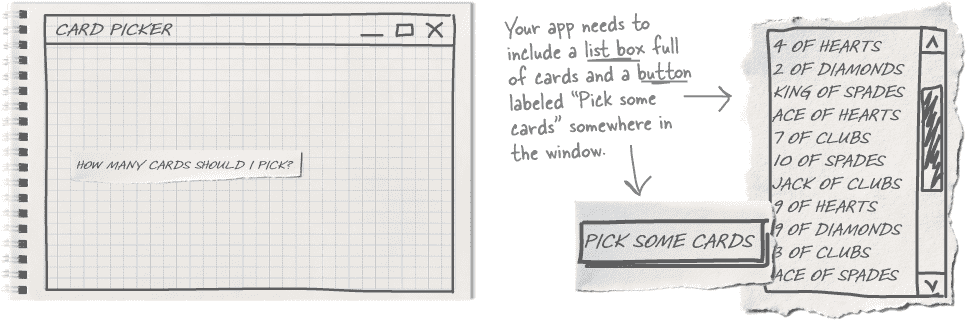 CARD PICKER
HOW MANY CARDS SHOULD I PICK?
Your app needs to
include a list box full
of cards and a button
labeled “Pick some
cards” somewhere in
the window.
PICK SOME CARDS
4 OF HEARTS
2 OF DIAMONDS
KING OF SPADES
ACE OF HEARTS
7 OF CLUBS
10 OF SPADES
JACK OF CLUBS
9 OF HEARTS
9 OF DIAMONDS
3 OF CLUBS
ACE OF SPADES